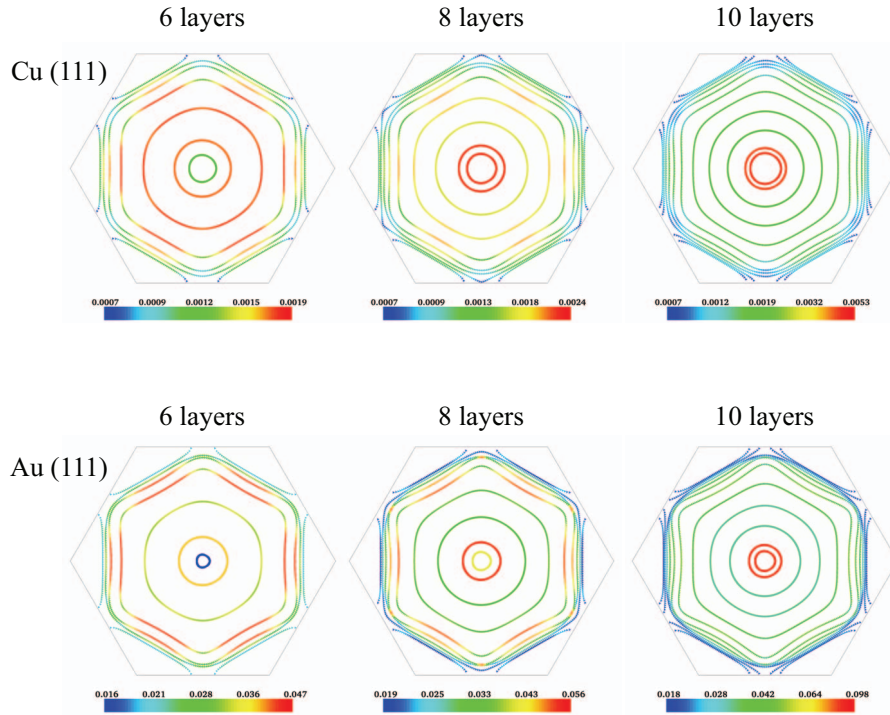 6 layers 8 layers 10 layers
Cu (111)
0.0007 0.0009 0.0012 0.0015 0.0019 0.0007 0.0009 0.0013 0.0018 0.0024 0.0007 0.0012 0.0019 0.0032 0.0053
6 layers 8 layers 10 layers
Au (111)
0.016 0.021 0.028 0.036 0.047 0.019 0.025 0.033 0.043 0.056 0.018 0.028 0.042 0.064 0.098